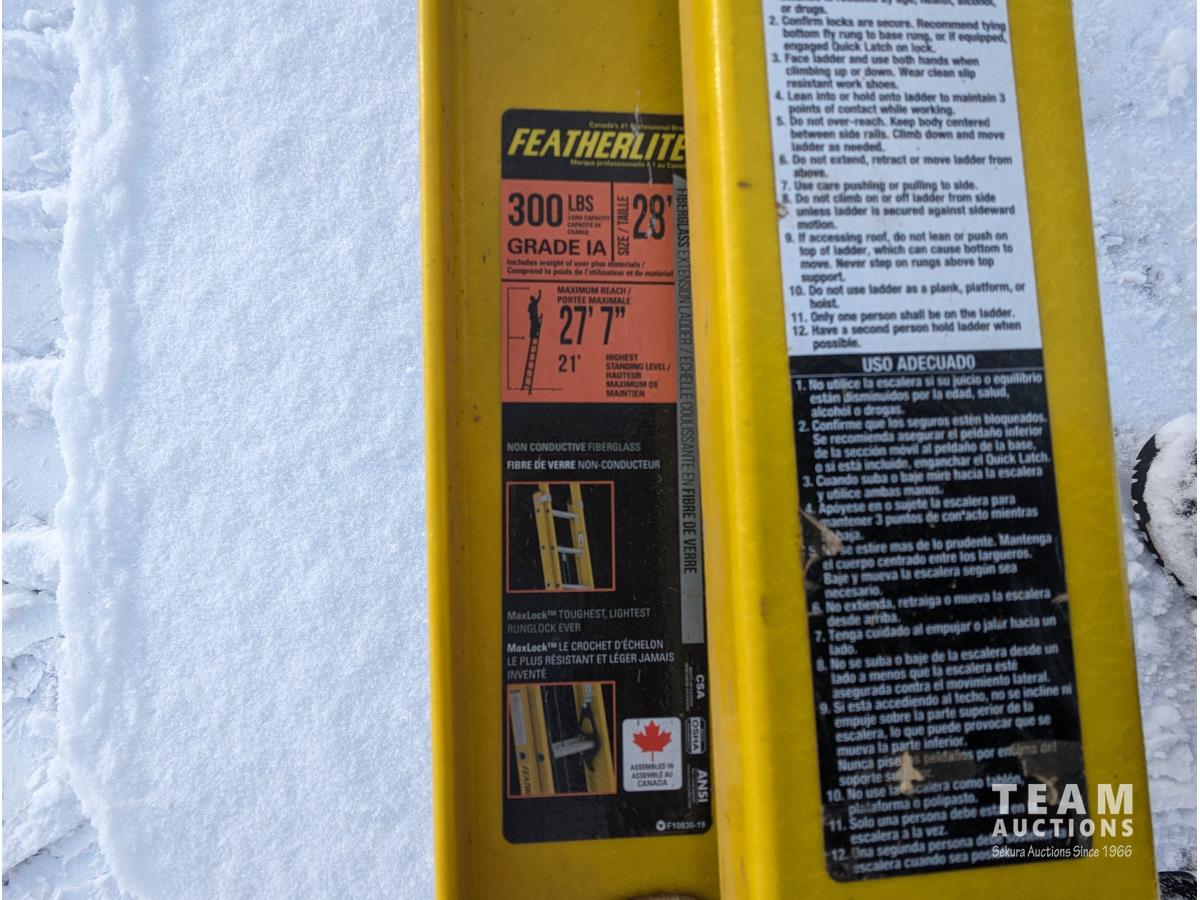 Canada's #1 Professional Bra
FEATHERLITE
Marque professionnelle # 1 au Cana
300 LBS
LOAD CAPACITY
CAPACITÉ DE
CHARGE
GRADE IA
SIZE / TAILLE
28'
Includes weight of user plus materials /
Comprend le poids de l'utilisateur et de matériel
MAXIMUM REACH /
PORTÉE MAXIMALE
27' 7"
21'
HIGHEST
STANDING LEVEL/
HAUTEUR
MAXIMUM DE
MAINTIEN
NON CONDUCTIVE FIBERGLASS
FIBRE DE VERRE NON-CONDUCTEUR
MaxLock™ TOUGHEST, LIGHTEST
RUNGLOCK EVER
MaxLock™ LE CROCHET D'ÉCHELON
LE PLUS RÉSISTANT ET LÉGER JAMAIS
INVENTÉ
ASSEMBLED IN
ASSEMBLÉ AU
CANADA
F10830-19
FIBERGLASS EXTENSION LADDER / ÉCHELLE COULISSANTE EN FIBRE DE VERRE
CSA
OSHA
ANSI
or drugs.
2. Confirm locks are secure. Recommend tying
bottom fly rung to base rung, or if equipped,
engaged Quick Latch on lock.
3. Face ladder and use both hands when
climbing up or down. Wear clean slip
resistant work shoes.
4. Lean into or hold onto ladder to maintain 3
points of contact while working.
5. Do not over-reach. Keep body centered
between side rails. Climb down and move
ladder as needed.
6. Do not extend, retract or move ladder from
above.
7. Use care pushing or pulling to side.
8. Do not climb on or off ladder from side
unless ladder is secured against sideward
motion.
9. If accessing roof, do not lean or push on
top of ladder, which can cause bottom to
move. Never step on rungs above top
support.
10. Do not use ladder as a plank, platform, or
hoist.
11. Only one person shall be on the ladder.
12. Have a second person hold ladder when
possible.
USO ADECUADO
1. No utilice la escalera si su juicio o equilibrio
están disminuidos por la edad, salud,
alcohol o drogas.
2. Confirme que los seguros estén bloqueados.
Se recomienda asegurar el peldaño inferior
de la sección móvil al peldaño de la base,
o si está incluido, enganchar el Quick Latch.
3. Cuando suba o baje mire hacia la escalera
y utilice ambas manos.
4. Apóyese en o sujete la escalera para
mantener 3 puntos de contacto mientras
baja.
se estire mas de lo prudente. Mantenga
el cuerpo centrado entre los largueros.
Baje y mueva la escalera según sea
necesario.
6. No extienda, retraiga o mueva la escalera
desde arriba.
7. Tenga cuidado al empujar o jalar hacia un
lado.
8. No se suba o baje de la escalera desde un
lado a menos que la escalera esté
asegurada contra el movimiento lateral.
9. Si esta accediendo al techo, no se incline ni
empuje sobre la parte superior de la
escalera, lo que puede provocar que se
mueva la parte inferior.
Nunca pise peldaños por encima del
soporte
10. No use la escalera como tablón,
plataforma o polipasto.
11. Solo una persona debe en
escalera a la vez.
12. Una segunda persona
escalera cuando sea
TEAM
AUCTIONS
Sekura Auctions Since 1966